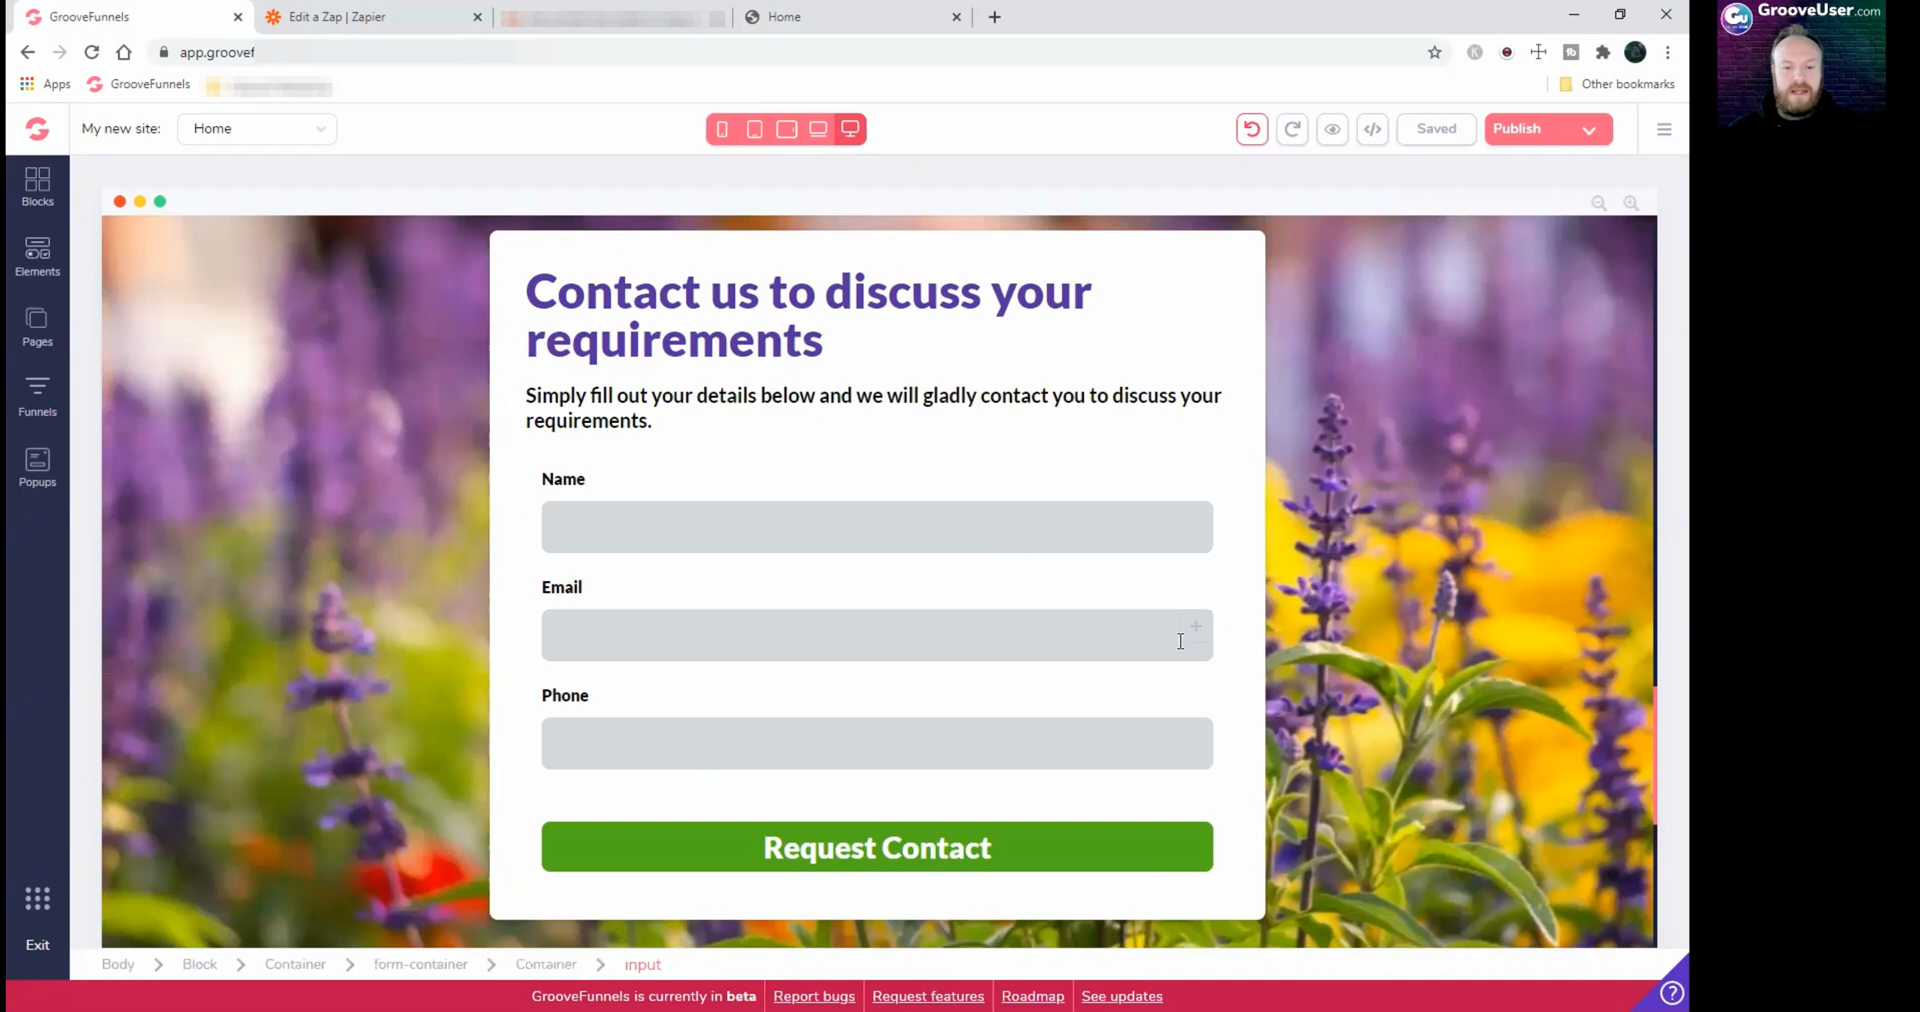 GrooveFunnels
Edit a Zap | Zapier
Home
GrooveUser.com
app.groovef
Apps
GrooveFunnels
Other bookmarks
My new site:
Home
Saved
Publish
Blocks
Elements
Pages
Funnels
Popups
Exit
Contact us to discuss your
requirements
Simply fill out your details below and we will gladly contact you to discuss your
requirements.
Name
Email
Phone
Request Contact
Body
Block
Container
form-container
Container
input
GrooveFunnels is currently in beta
Report bugs
Request features
Roadmap
See updates